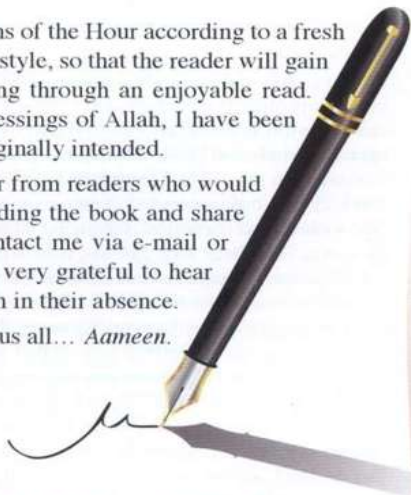 ns of the Hour according to a fresh
style, so that the reader will gain
ng through an enjoyable read.
essings of Allah, I have been
ginally intended.
r from readers who would
ding the book and share
ntact me via e-mail or
very grateful to hear
n in their absence.
us all... Aameen.